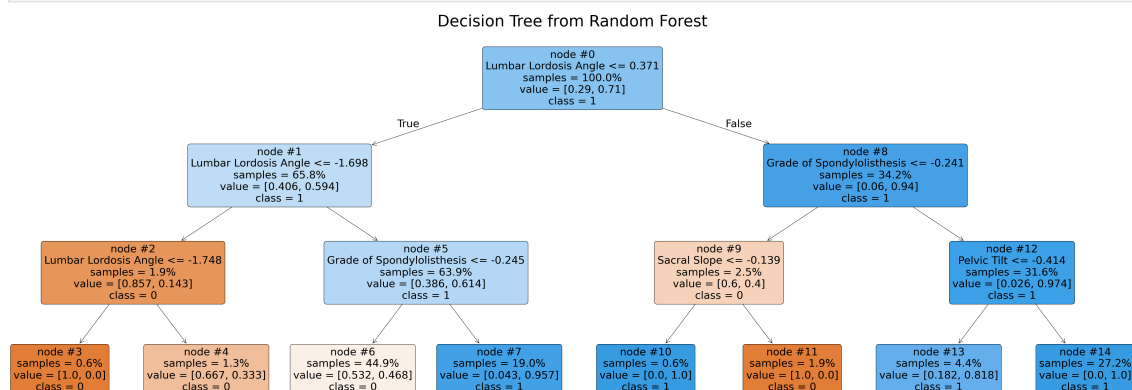 Decision Tree from Random Forest
node #0
Lumbar Lordosis Angle <= 0.371
samples = 100.0%
value = [0.29, 0.71]
class = 1
True
False
node #1
Lumbar Lordosis Angle <= -1.698
samples = 65.8%
value = [0.406, 0.594]
class = 1
node #8
Grade of Spondylolisthesis <= -0.241
samples = 34.2%
value = [0.06, 0.94]
class = 1
node #2
Lumbar Lordosis Angle <= -1.748
samples = 1.9%
value = [0.857, 0.143]
class = 0
node #5
Grade of Spondylolisthesis <= -0.245
samples = 63.9%
value = [0.386, 0.614]
class = 1
node #9
Sacral Slope <= -0.139
samples = 2.5%
value = [0.6, 0.4]
class = 0
node #12
Pelvic Tilt <= -0.414
samples = 31.6%
value = [0.026, 0.974]
class = 1
node #3
samples = 0.6%
value = [1.0, 0.0]
class = 0
node #4
samples = 1.3%
value = [0.667, 0.333]
class = 0
node #6
samples = 44.9%
value = [0.532, 0.468]
class = 0
node #7
samples = 19.0%
value = [0.043, 0.957]
class = 1
node #10
samples = 0.6%
value = [0.0, 1.0]
class = 1
node #11
samples = 1.9%
value = [1.0, 0.0]
class = 0
node #13
samples = 4.4%
value = [0.182, 0.818]
class = 1
node #14
samples = 27.2%
value = [0.0, 1.0]
class = 1